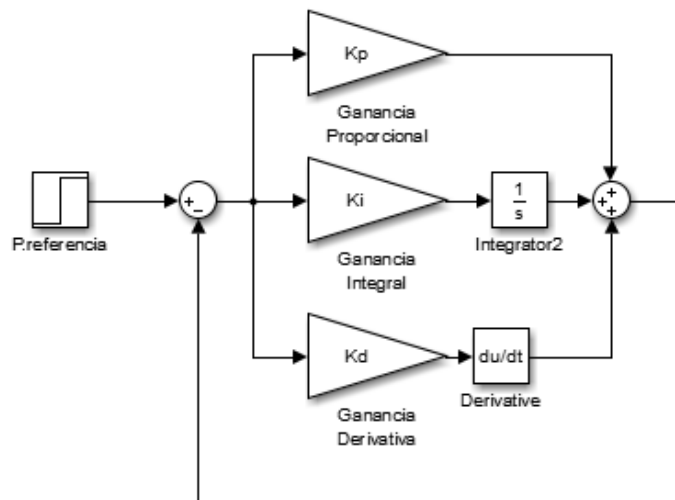 Kp
Ganancia
Proporcional
P.referencia
+
−
Ki
Ganancia
Integral
1
s
Integrator2
+
+
+
Kd
Ganancia
Derivativa
du/dt
Derivative